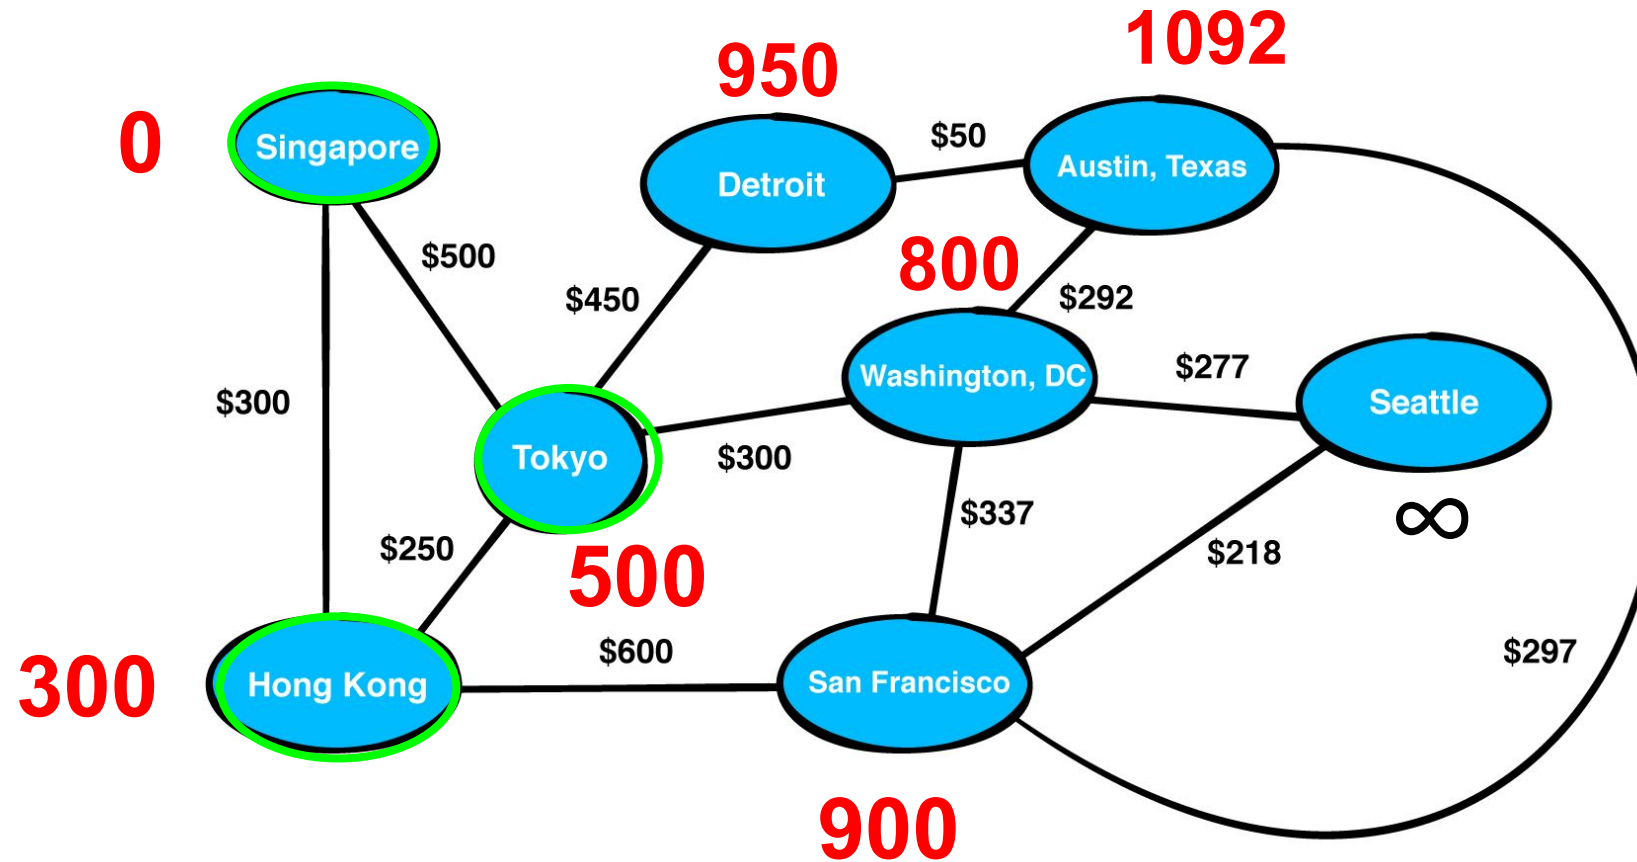 1092
950
0
Singapore
Detroit
$50
Austin, Texas
$500
800
$450
$292
Washington, DC
$277
Seattle
$300
Tokyo
$300
$337
∞
$250
500
$218
$600
$297
300
Hong Kong
San Francisco
900